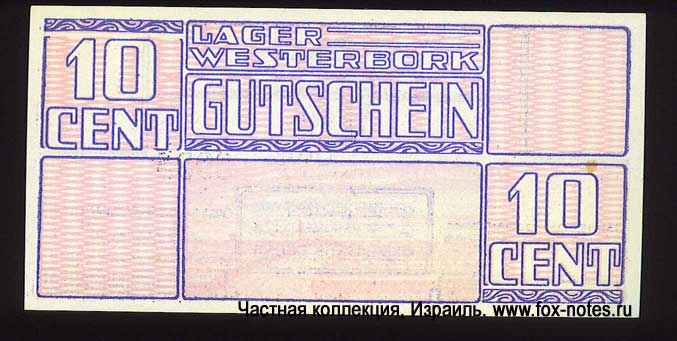 10
CENT
LAGER
WESTERBORK
GUTSCHEIN
10
CENT
Частная коллекция. Израиль. www.fox-notes.ru